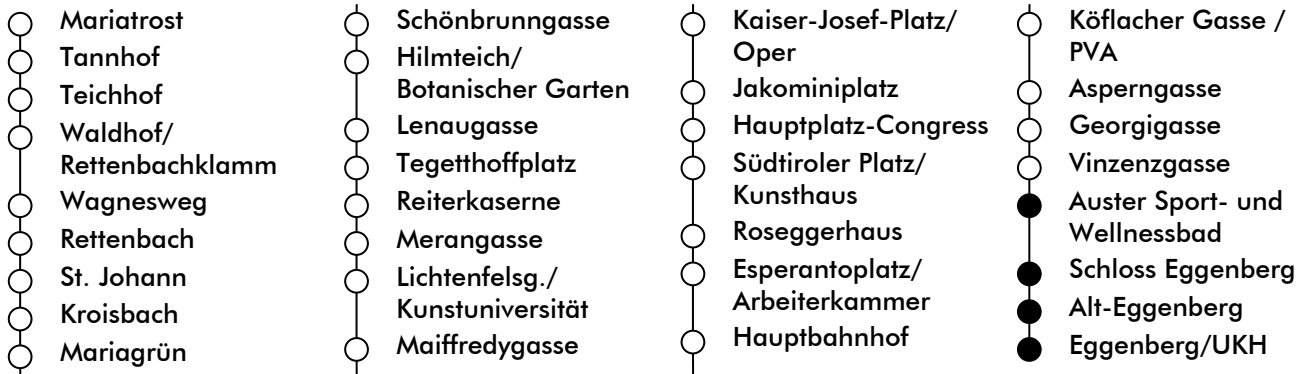 Mariatrost
Tannhof
Teichhof
Waldhof/
Rettenbachklamm
Wagnesweg
Rettenbach
St. Johann
Kroisbach
Mariagrün
Schönbrunngasse
Hilmteich/
Botanischer Garten
Lenaugasse
Tegetthoffplatz
Reiterkaserne
Merangasse
Lichtenfelsg./
Kunstuniversität
Maiffredygasse
Kaiser-Josef-Platz/
Oper
Jakominiplatz
Hauptplatz-Congress
Südtiroler Platz/
Kunsthaus
Roseggerhaus
Esperantoplatz/
Arbeiterkammer
Hauptbahnhof
Köflacher Gasse /
PVA
Asperngasse
Georgigasse
Vinzenzgasse
Auster Sport- und
Wellnessbad
Schloss Eggenberg
Alt-Eggenberg
Eggenberg/UKH